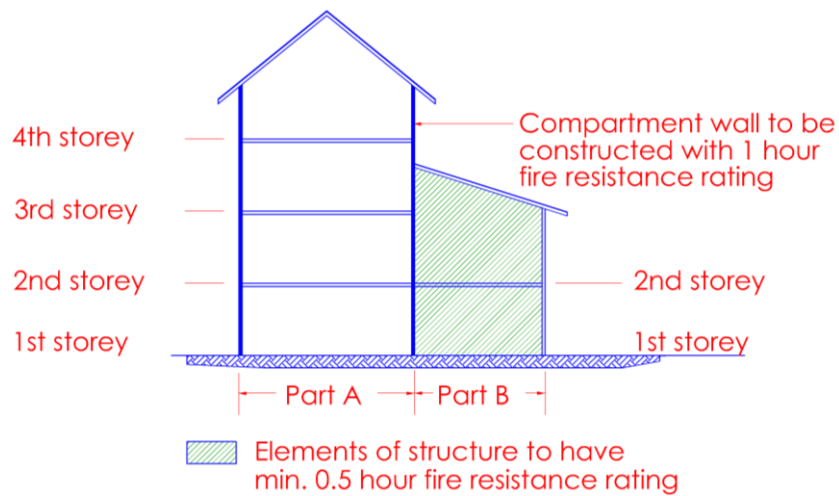 4th storey
Compartment wall to be
constructed with 1 hour
fire resistance rating
3rd storey
2nd storey
2nd storey
1st storey
1st storey
Part A
Part B
Elements of structure to have
min. 0.5 hour fire resistance rating